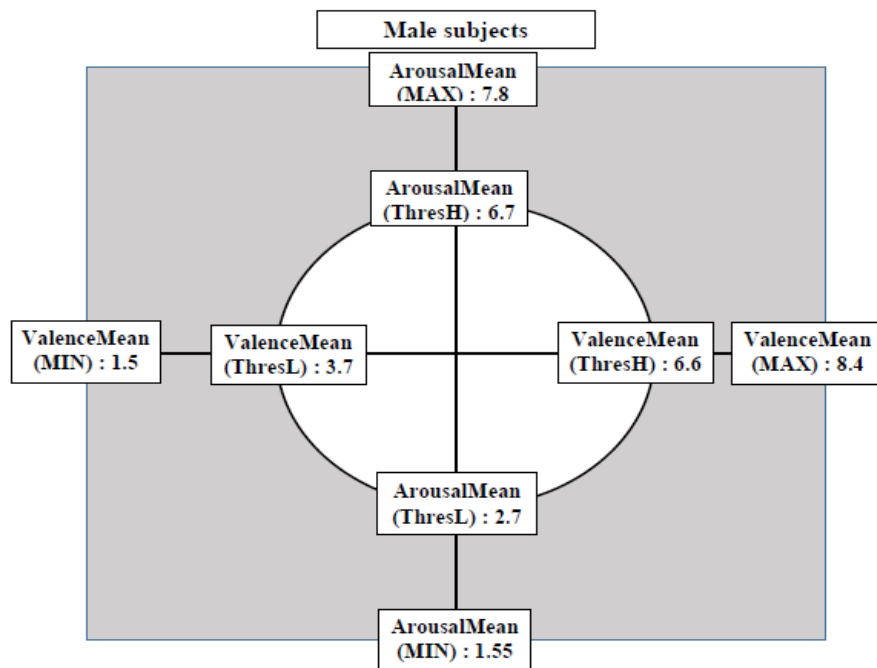 Male subjects
ArousalMean
(MAX) : 7.8
ArousalMean
(ThresH) : 6.7
ValenceMean
(MIN) : 1.5
ValenceMean
(ThresL) : 3.7
ValenceMean
(ThresH) : 6.6
ValenceMean
(MAX) : 8.4
ArousalMean
(ThresL) : 2.7
ArousalMean
(MIN) : 1.55